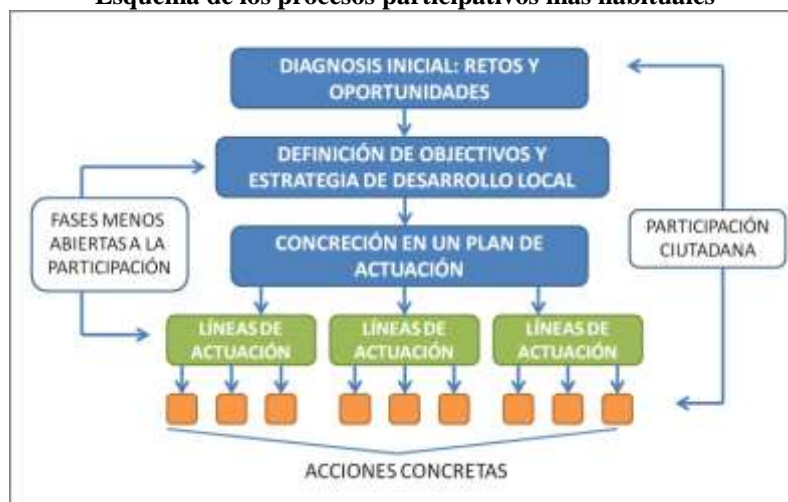 Esquema de los procesos participativos más habituales
DIAGNOSIS INICIAL: RETOS Y
OPORTUNIDADES
DEFINICIÓN DE OBJECTIVOS Y
ESTRATEGIA DE DESARROLLO LOCAL
FASES MENOS
ABIERTAS A LA
PARTICIPACIÓN
CONCRECIÓN EN UN PLAN DE
ACTUACIÓN
PARTICIPACIÓN
CIUTADANA
LÍNEAS DE
ACTUACIÓN
LÍNEAS DE
ACTUACIÓN
LÍNEAS DE
ACTUACIÓN
ACCIONES CONCRETAS